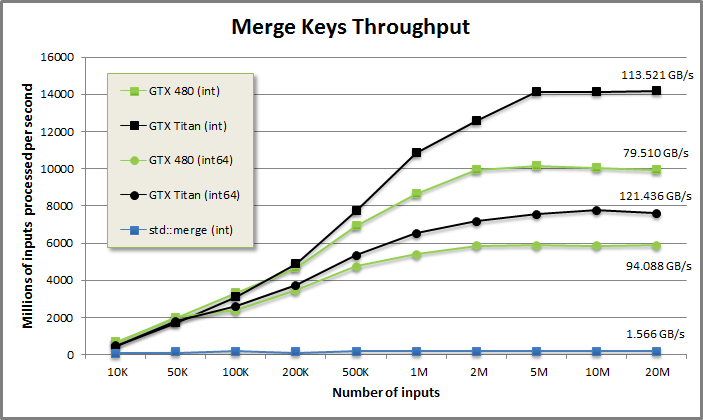 Merge Keys Throughput
Millions of inputs processed per second
16000
14000
12000
10000
8000
6000
4000
2000
0
GTX 480 (int)
GTX Titan (int)
GTX 480 (int64)
GTX Titan (int64)
std::merge (int)
113.521 GB/s
79.510 GB/s
121.436 GB/s
94.088 GB/s
1.566 GB/s
10K 50K 100K 200K 500K 1M 2M 5M 10M 20M
Number of inputs